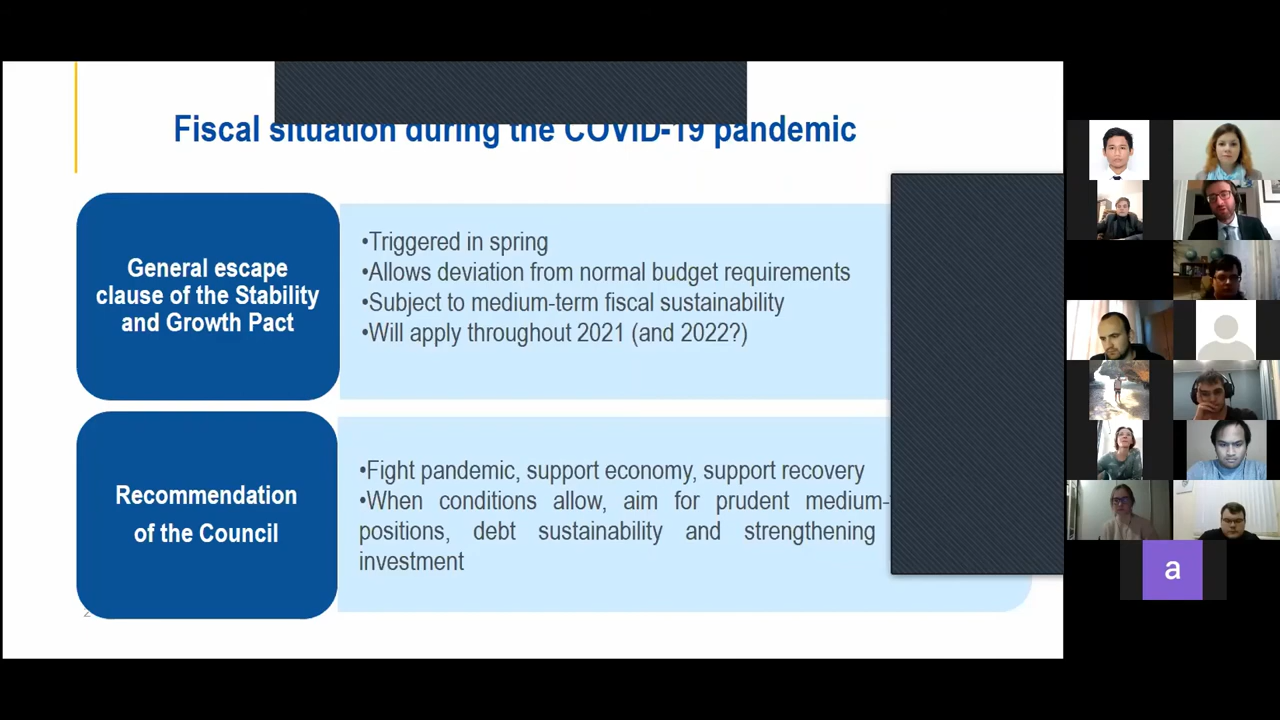 Fiscal situation during the COVID-19 pandemic
General escape
clause of the Stability
and Growth Pact
•Triggered in spring
•Allows deviation from normal budget requirements
•Subject to medium-term fiscal sustainability
•Will apply throughout 2021 (and 2022?)
Recommendation
of the Council
•Fight pandemic, support economy, support recovery
•When conditions allow, aim for prudent medium-
positions, debt sustainability and strengthening
investment
a